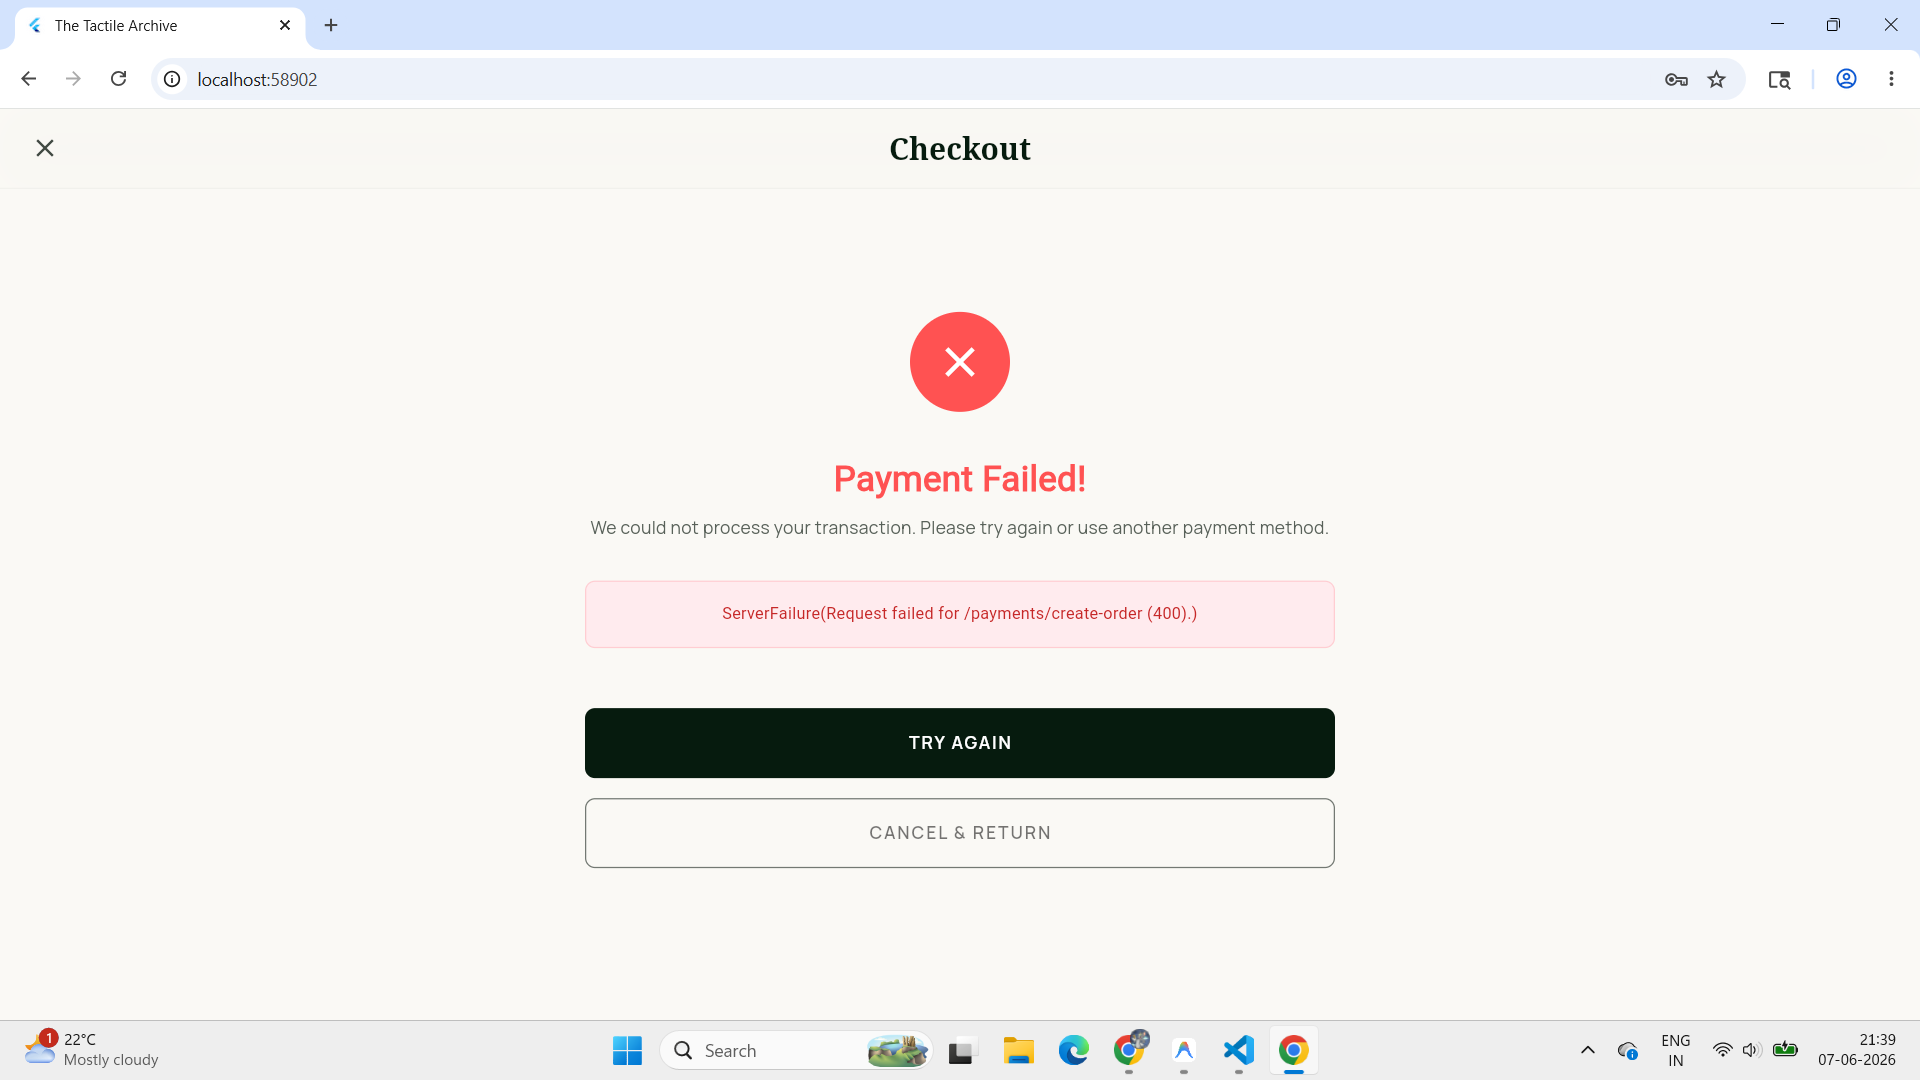 The Tactile Archive
localhost:58902
Checkout
Payment Failed!
We could not process your transaction. Please try again or use another payment method.
ServerFailure(Request failed for /payments/create-order (400).)
TRY AGAIN
CANCEL & RETURN
1
22°C
Mostly cloudy
Search
ENG
IN
21:39
07-06-2026